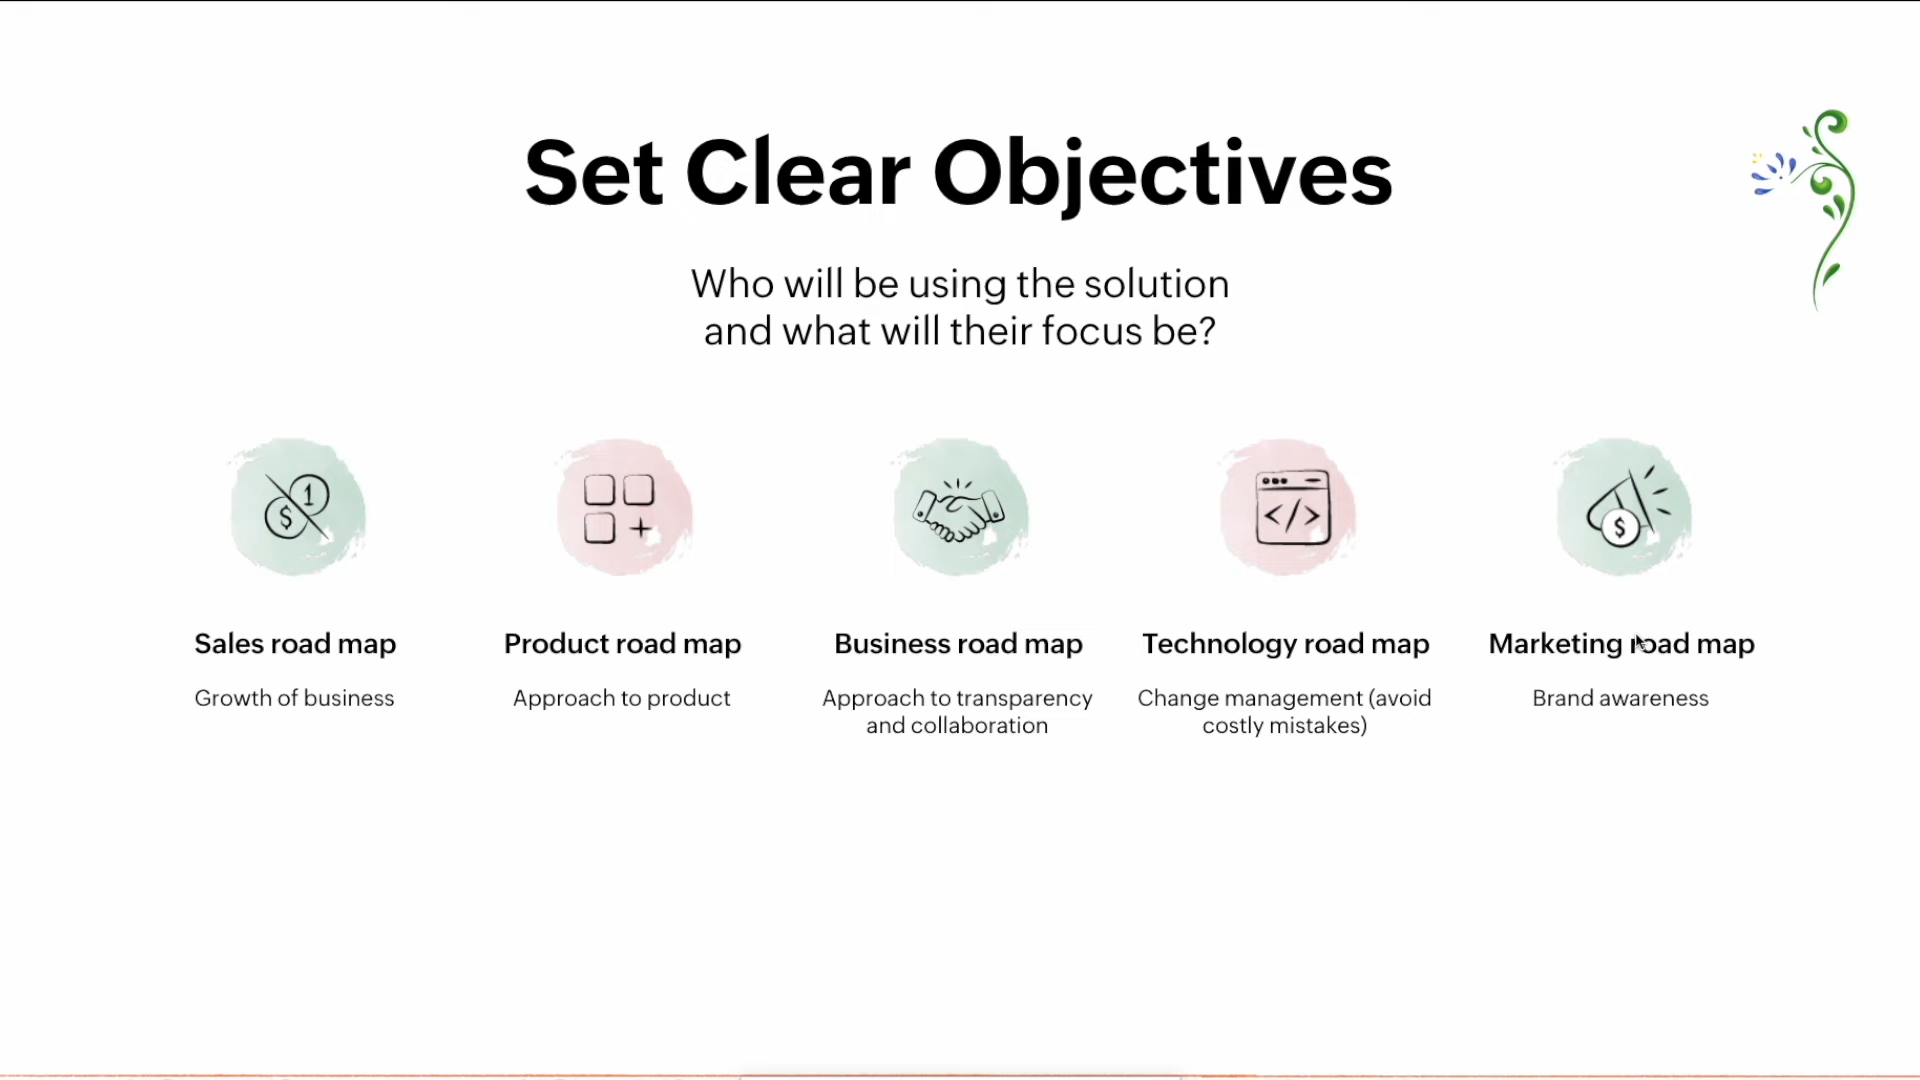 Set Clear Objectives
Who will be using the solution
and what will their focus be?
1
$
</>
$
Sales road map
Growth of business
Product road map
Approach to product
Business road map
Approach to transparency
and collaboration
Technology road map
Change management (avoid
costly mistakes)
Marketing road map
Brand awareness